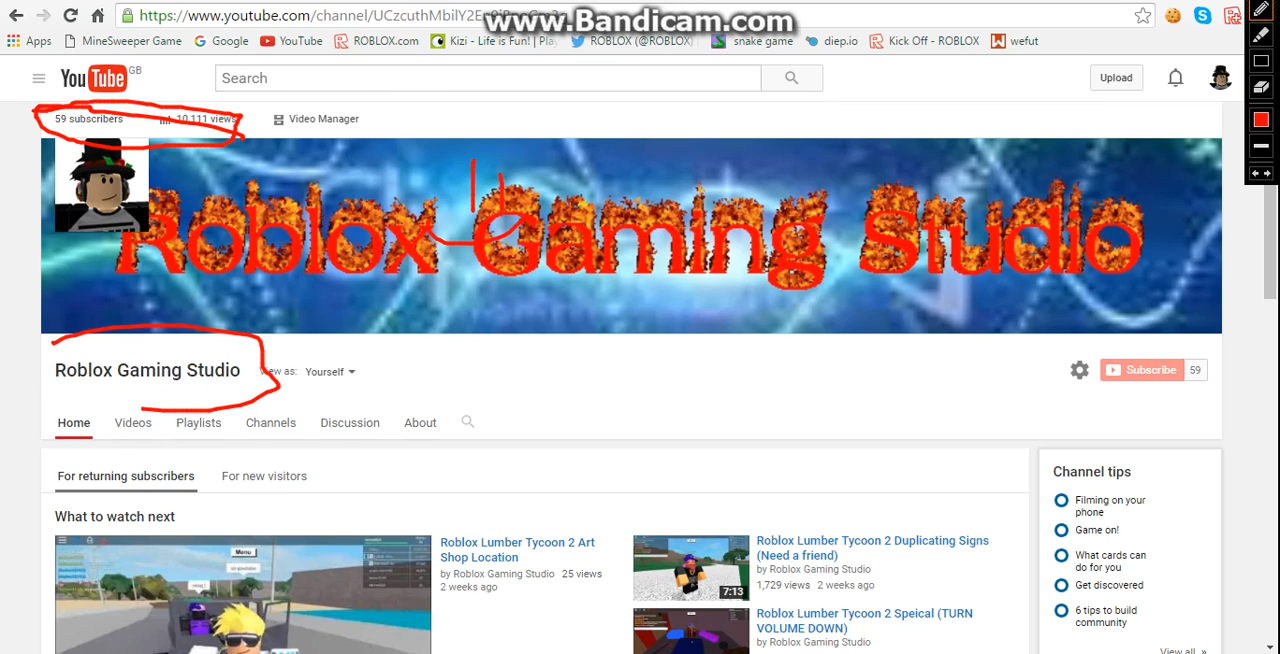 https://www.youtube.com/channel/UCzcuthMbilY2E
www.Bandicam.com
Apps MineSweeper Game Google YouTube ROBLOX.com Kizi - Life is Fun! | Pla ROBLOX (@ROBLOX) snake game diep.io Kick Off - ROBLOX wefut
YouTube GB
Search
Upload
59 subscribers 10,111 views Video Manager
Roblox Gaming Studio
Roblox Gaming Studio View as: Yourself
Subscribe 59
Home Videos Playlists Channels Discussion About
For returning subscribers For new visitors
What to watch next
Menu
Roblox Lumber Tycoon 2 Art
Shop Location
by Roblox Gaming Studio 25 views
2 weeks ago
7:13
Roblox Lumber Tycoon 2 Duplicating Signs
(Need a friend)
by Roblox Gaming Studio
1,729 views 2 weeks ago
Roblox Lumber Tycoon 2 Speical (TURN
VOLUME DOWN)
by Roblox Gaming Studio
Channel tips
Filming on your
phone
Game on!
What cards can
do for you
Get discovered
6 tips to build
community
View all »